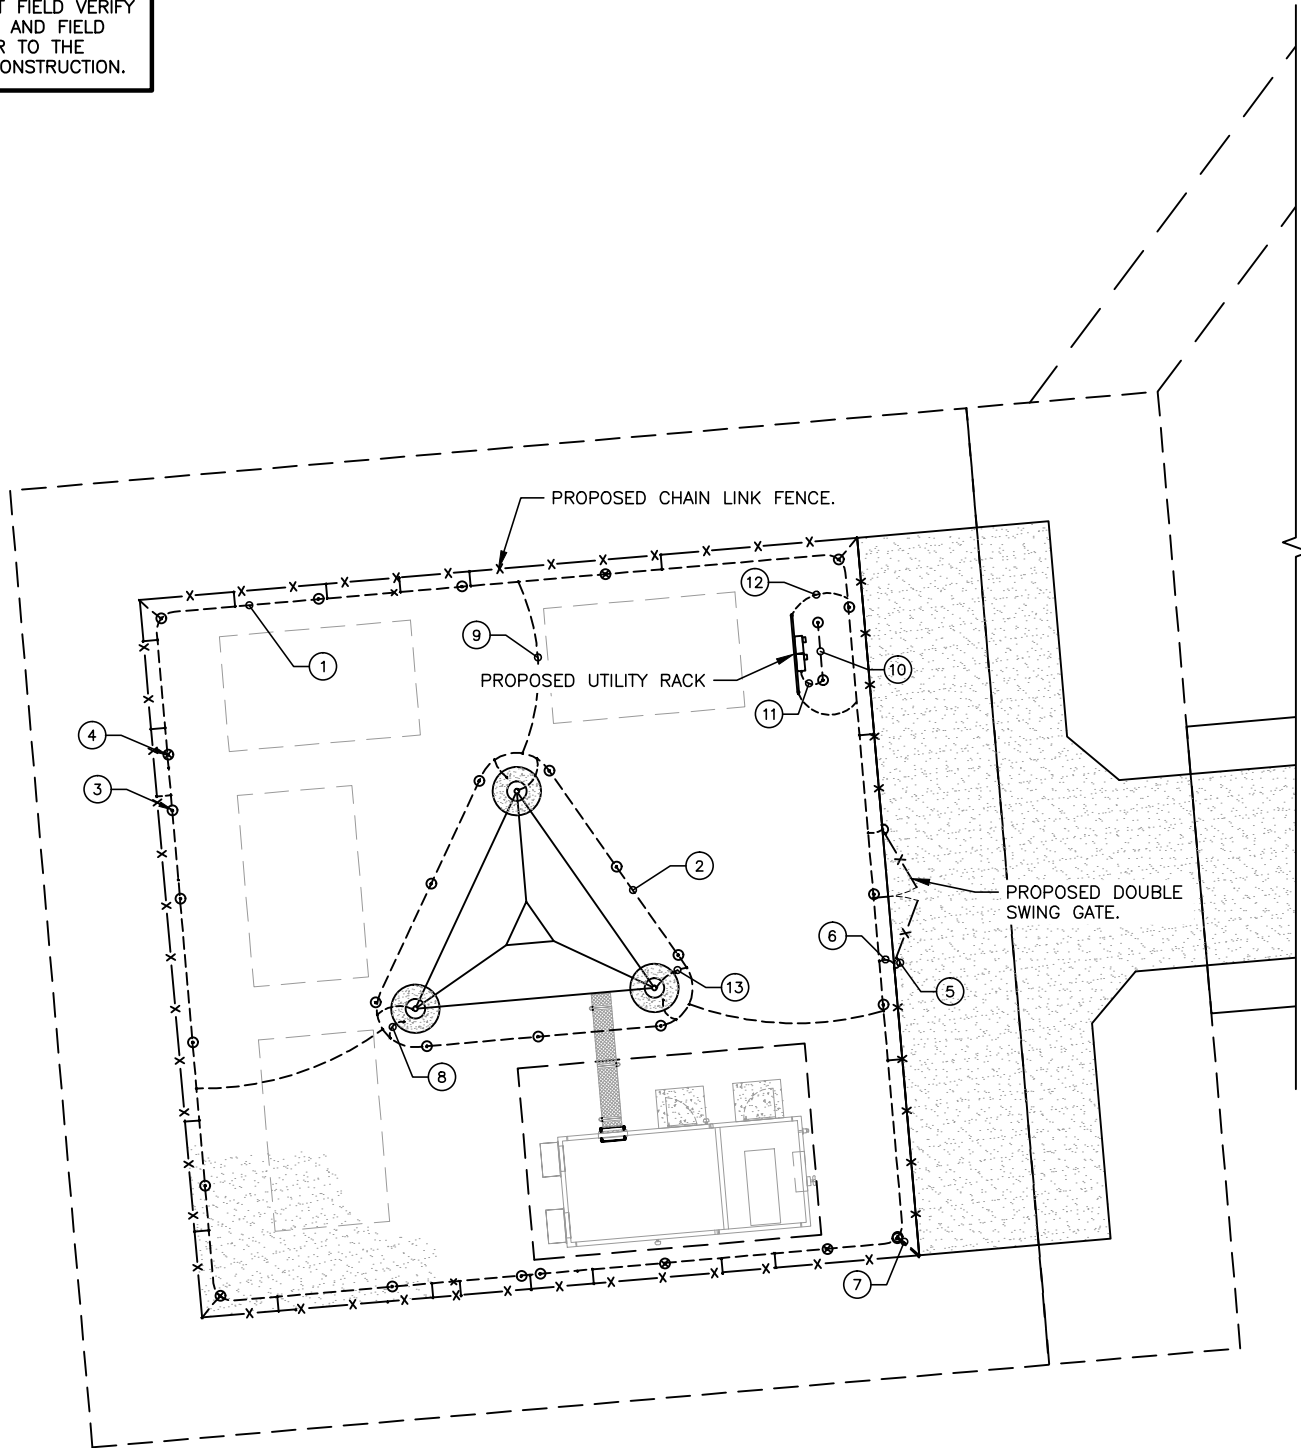 FIELD VERIFY
AND FIELD
TO THE
CONSTRUCTION.
PROPOSED CHAIN LINK FENCE.
12
9
1
10
PROPOSED UTILITY RACK
11
4
3
2
PROPOSED DOUBLE
SWING GATE.
6
13
5
8
7